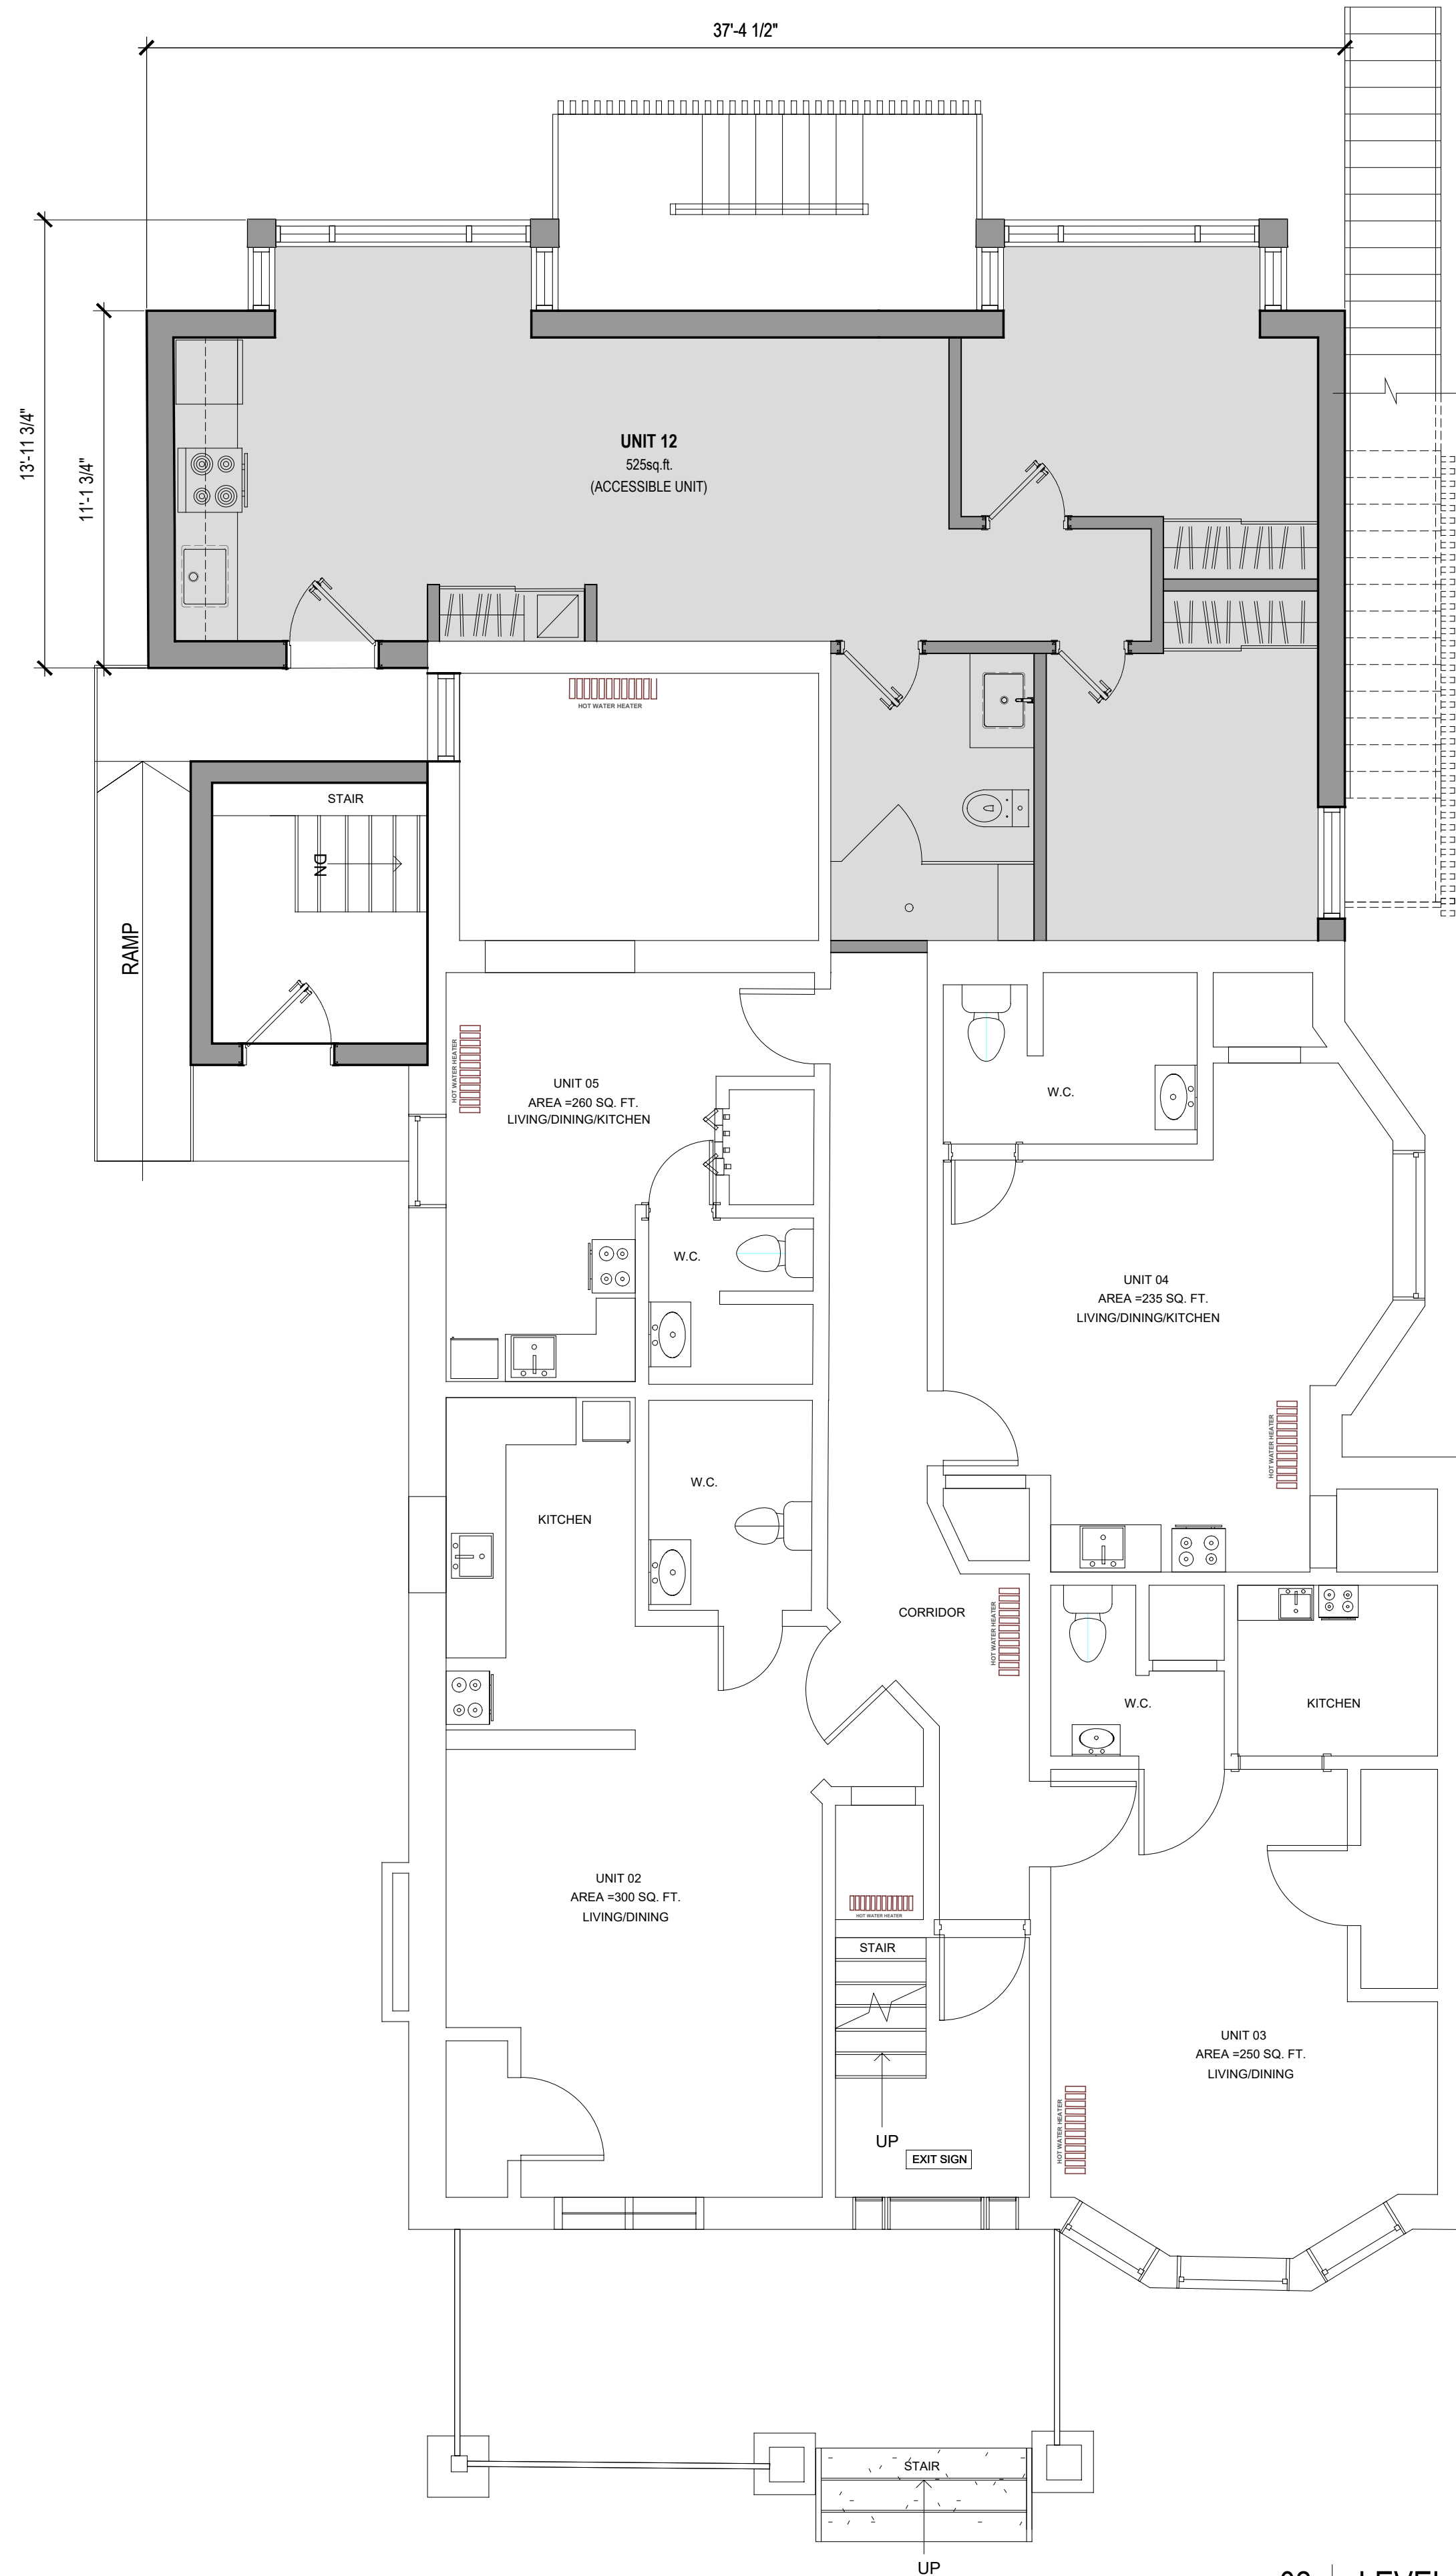 37'-4 1/2"
13'-11 3/4"
11'-1 3/4"
UNIT 12
525sq.ft.
(ACCESSIBLE UNIT)
HOT WATER HEATER
STAIR
DN
RAMP
HOT WATER HEATER
UNIT 05
AREA =260 SQ. FT.
LIVING/DINING/KITCHEN
W.C.
W.C.
UNIT 04
AREA =235 SQ. FT.
LIVING/DINING/KITCHEN
HOT WATER HEATER
W.C.
KITCHEN
CORRIDOR
HOT WATER HEATER
W.C.
KITCHEN
UNIT 02
AREA =300 SQ. FT.
LIVING/DINING
HOT WATER HEATER
STAIR
UNIT 03
AREA =250 SQ. FT.
LIVING/DINING
HOT WATER HEATER
UP
EXIT SIGN
STAIR
UP